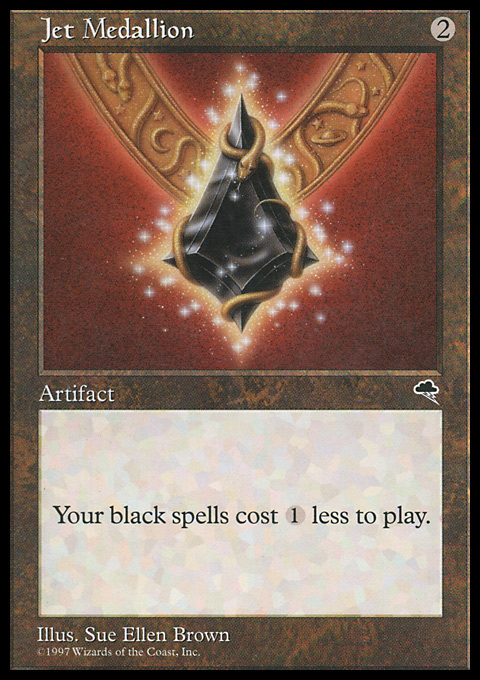 Jet Medallion 2
Artifact
Your black spells cost 1 less to play.
Illus. Sue Ellen Brown
©1997 Wizards of the Coast, Inc.